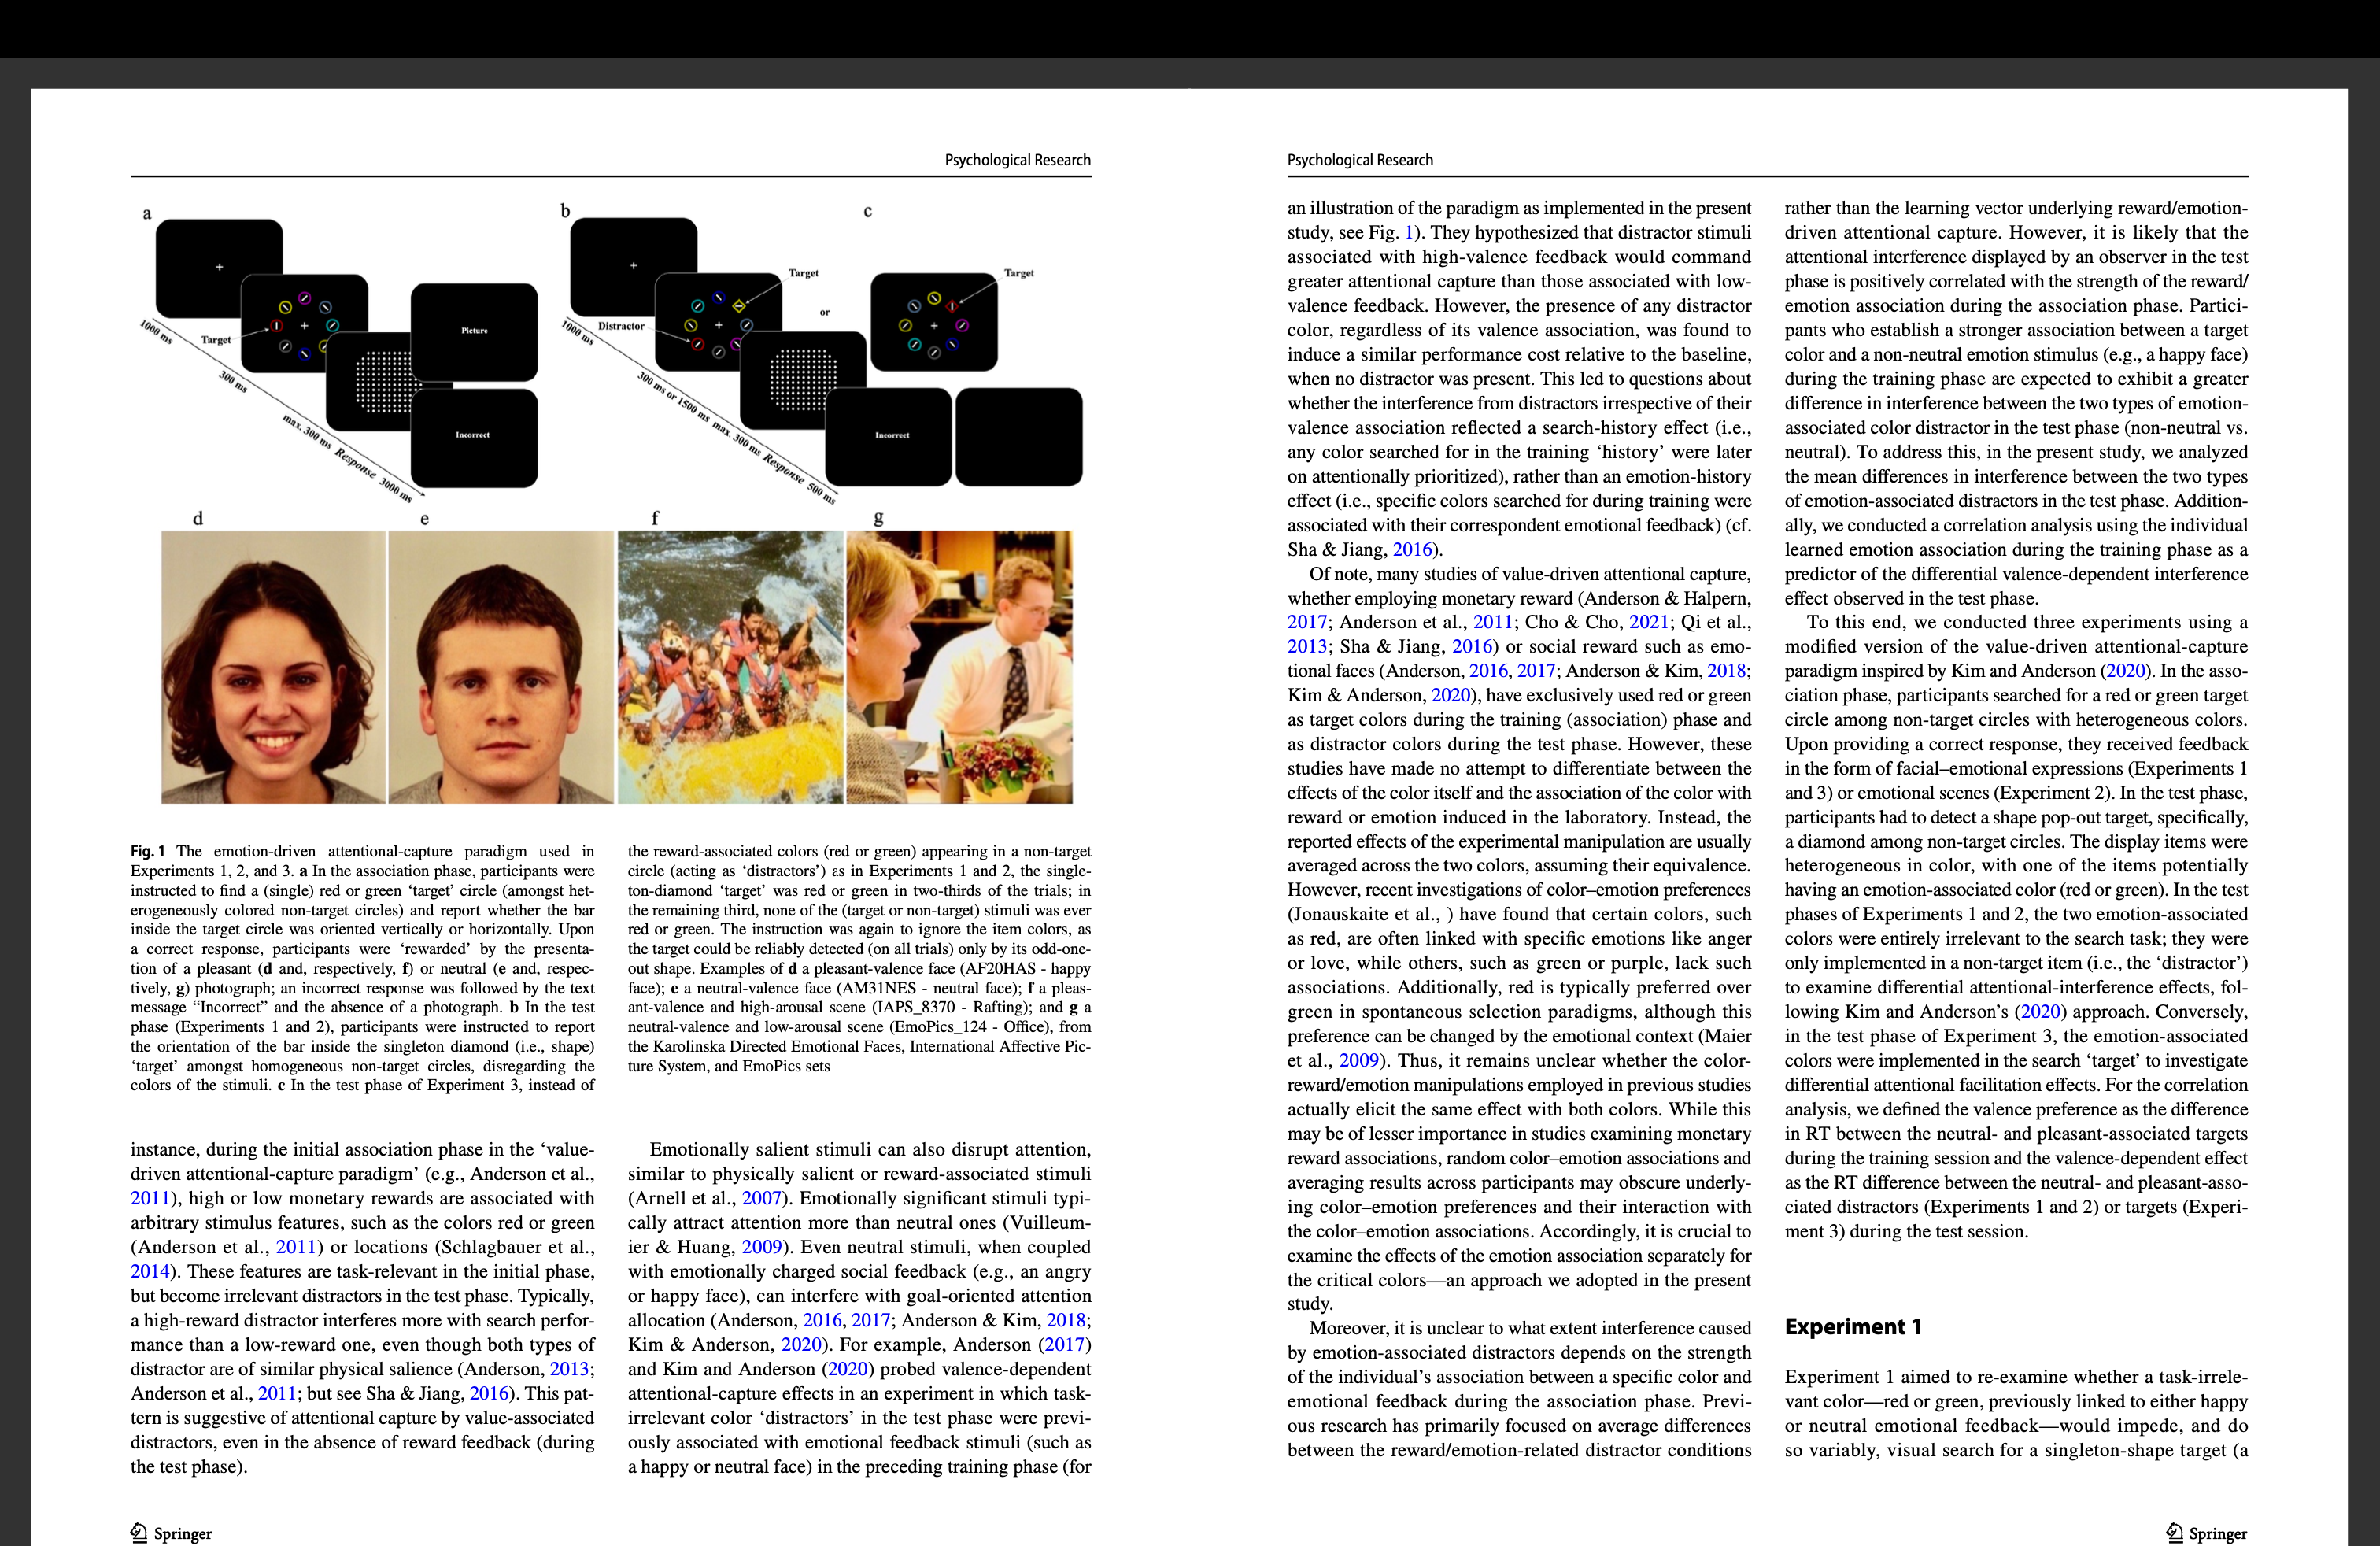 Psychological Research
a
b
c
+
Target
+
Picture
Incorrect
1000 ms
300 ms
max. 300 ms
Response
3000 ms
+
Target
Distractor
+
or
Target
+
Incorrect
1000 ms
300 ms or 1500 ms
max. 300 ms
Response
500 ms
d
e
f
g
Fig. 1 The emotion-driven attentional-capture paradigm used in
Experiments 1, 2, and 3. a In the association phase, participants were
instructed to find a (single) red or green ‘target’ circle (amongst het-
erogeneously colored non-target circles) and report whether the bar
inside the target circle was oriented vertically or horizontally. Upon
a correct response, participants were ‘rewarded’ by the presenta-
tion of a pleasant (d and, respectively, f) or neutral (e and, respec-
tively, g) photograph; an incorrect response was followed by the text
message “Incorrect” and the absence of a photograph. b In the test
phase (Experiments 1 and 2), participants were instructed to report
the orientation of the bar inside the singleton diamond (i.e., shape)
‘target’ amongst homogeneous non-target circles, disregarding the
colors of the stimuli. c In the test phase of Experiment 3, instead of
the reward-associated colors (red or green) appearing in a non-target
circle (acting as ‘distractors’) as in Experiments 1 and 2, the single-
ton-diamond ‘target’ was red or green in two-thirds of the trials; in
the remaining third, none of the (target or non-target) stimuli was ever
red or green. The instruction was again to ignore the item colors, as
the target could be reliably detected (on all trials) only by its odd-one-
out shape. Examples of d a pleasant-valence face (AF20HAS - happy
face); e a neutral-valence face (AM31NES - neutral face); f a pleas-
ant-valence and high-arousal scene (IAPS_8370 - Rafting); and g a
neutral-valence and low-arousal scene (EmoPics_124 - Office), from
the Karolinska Directed Emotional Faces, International Affective Pic-
ture System, and EmoPics sets
instance, during the initial association phase in the ‘value-
driven attentional-capture paradigm’ (e.g., Anderson et al.,
2011), high or low monetary rewards are associated with
arbitrary stimulus features, such as the colors red or green
(Anderson et al., 2011) or locations (Schlagbauer et al.,
2014). These features are task-relevant in the initial phase,
but become irrelevant distractors in the test phase. Typically,
a high-reward distractor interferes more with search perfor-
mance than a low-reward one, even though both types of
distractor are of similar physical salience (Anderson, 2013;
Anderson et al., 2011; but see Sha & Jiang, 2016). This pat-
tern is suggestive of attentional capture by value-associated
distractors, even in the absence of reward feedback (during
the test phase).
Emotionally salient stimuli can also disrupt attention,
similar to physically salient or reward-associated stimuli
(Arnell et al., 2007). Emotionally significant stimuli typi-
cally attract attention more than neutral ones (Vuilleum-
ier & Huang, 2009). Even neutral stimuli, when coupled
with emotionally charged social feedback (e.g., an angry
or happy face), can interfere with goal-oriented attention
allocation (Anderson, 2016, 2017; Anderson & Kim, 2018;
Kim & Anderson, 2020). For example, Anderson (2017)
and Kim and Anderson (2020) probed valence-dependent
attentional-capture effects in an experiment in which task-
irrelevant color ‘distractors’ in the test phase were previ-
ously associated with emotional feedback stimuli (such as
a happy or neutral face) in the preceding training phase (for
Springer
Psychological Research
an illustration of the paradigm as implemented in the present
study, see Fig. 1). They hypothesized that distractor stimuli
associated with high-valence feedback would command
greater attentional capture than those associated with low-
valence feedback. However, the presence of any distractor
color, regardless of its valence association, was found to
induce a similar performance cost relative to the baseline,
when no distractor was present. This led to questions about
whether the interference from distractors irrespective of their
valence association reflected a search-history effect (i.e.,
any color searched for in the training ‘history’ were later
on attentionally prioritized), rather than an emotion-history
effect (i.e., specific colors searched for during training were
associated with their correspondent emotional feedback) (cf.
Sha & Jiang, 2016).
Of note, many studies of value-driven attentional capture,
whether employing monetary reward (Anderson & Halpern,
2017; Anderson et al., 2011; Cho & Cho, 2021; Qi et al.,
2013; Sha & Jiang, 2016) or social reward such as emo-
tional faces (Anderson, 2016, 2017; Anderson & Kim, 2018;
Kim & Anderson, 2020), have exclusively used red or green
as target colors during the training (association) phase and
as distractor colors during the test phase. However, these
studies have made no attempt to differentiate between the
effects of the color itself and the association of the color with
reward or emotion induced in the laboratory. Instead, the
reported effects of the experimental manipulation are usually
averaged across the two colors, assuming their equivalence.
However, recent investigations of color–emotion preferences
(Jonauskaite et al., ) have found that certain colors, such
as red, are often linked with specific emotions like anger
or love, while others, such as green or purple, lack such
associations. Additionally, red is typically preferred over
green in spontaneous selection paradigms, although this
preference can be changed by the emotional context (Maier
et al., 2009). Thus, it remains unclear whether the color-
reward/emotion manipulations employed in previous studies
actually elicit the same effect with both colors. While this
may be of lesser importance in studies examining monetary
reward associations, random color–emotion associations and
averaging results across participants may obscure underly-
ing color–emotion preferences and their interaction with
the color–emotion associations. Accordingly, it is crucial to
examine the effects of the emotion association separately for
the critical colors—an approach we adopted in the present
study.
Moreover, it is unclear to what extent interference caused
by emotion-associated distractors depends on the strength
of the individual’s association between a specific color and
emotional feedback during the association phase. Previ-
ous research has primarily focused on average differences
between the reward/emotion-related distractor conditions
rather than the learning vector underlying reward/emotion-
driven attentional capture. However, it is likely that the
attentional interference displayed by an observer in the test
phase is positively correlated with the strength of the reward/
emotion association during the association phase. Partici-
pants who establish a stronger association between a target
color and a non-neutral emotion stimulus (e.g., a happy face)
during the training phase are expected to exhibit a greater
difference in interference between the two types of emotion-
associated color distractor in the test phase (non-neutral vs.
neutral). To address this, in the present study, we analyzed
the mean differences in interference between the two types
of emotion-associated distractors in the test phase. Addition-
ally, we conducted a correlation analysis using the individual
learned emotion association during the training phase as a
predictor of the differential valence-dependent interference
effect observed in the test phase.
To this end, we conducted three experiments using a
modified version of the value-driven attentional-capture
paradigm inspired by Kim and Anderson (2020). In the asso-
ciation phase, participants searched for a red or green target
circle among non-target circles with heterogeneous colors.
Upon providing a correct response, they received feedback
in the form of facial–emotional expressions (Experiments 1
and 3) or emotional scenes (Experiment 2). In the test phase,
participants had to detect a shape pop-out target, specifically,
a diamond among non-target circles. The display items were
heterogeneous in color, with one of the items potentially
having an emotion-associated color (red or green). In the test
phases of Experiments 1 and 2, the two emotion-associated
colors were entirely irrelevant to the search task; they were
only implemented in a non-target item (i.e., the ‘distractor’)
to examine differential attentional-interference effects, fol-
lowing Kim and Anderson’s (2020) approach. Conversely,
in the test phase of Experiment 3, the emotion-associated
colors were implemented in the search ‘target’ to investigate
differential attentional facilitation effects. For the correlation
analysis, we defined the valence preference as the difference
in RT between the neutral- and pleasant-associated targets
during the training session and the valence-dependent effect
as the RT difference between the neutral- and pleasant-asso-
ciated distractors (Experiments 1 and 2) or targets (Experi-
ment 3) during the test session.
Experiment 1
Experiment 1 aimed to re-examine whether a task-irrele-
vant color—red or green, previously linked to either happy
or neutral emotional feedback—would impede, and do
so variably, visual search for a singleton-shape target (a
Springer